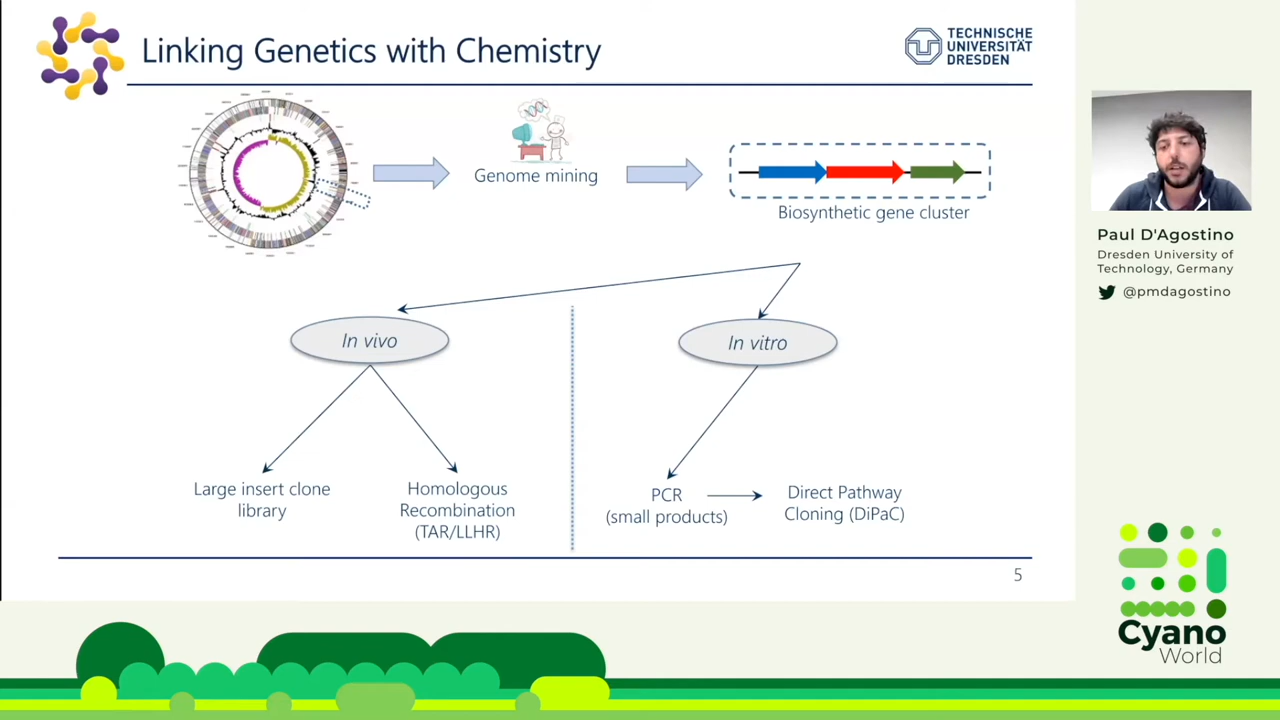 Linking Genetics with Chemistry
TECHNISCHE
UNIVERSITÄT
DRESDEN
Genome mining
Biosynthetic gene cluster
In vivo
In vitro
Large insert clone
library
Homologous
Recombination
(TAR/LLHR)
PCR
(small products)
Direct Pathway
Cloning (DiPaC)
5
Paul D'Agostino
Dresden University of
Technology, Germany
@pmdagostino
Cyano
World